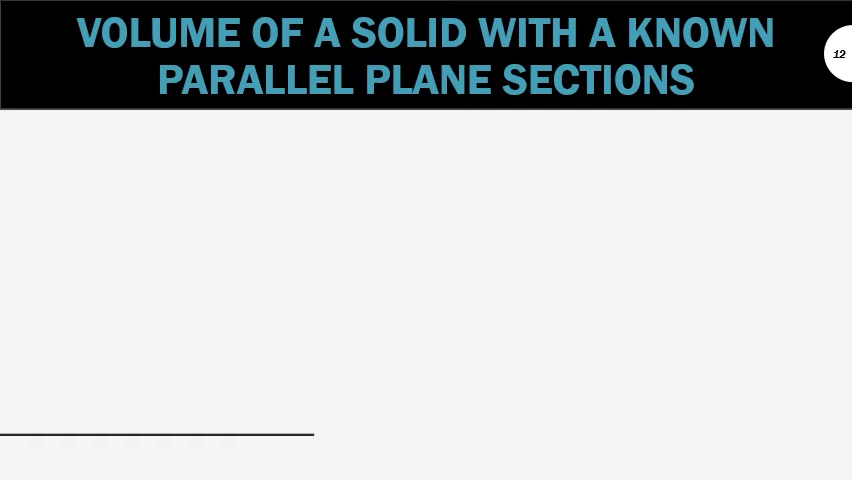 VOLUME OF A SOLID WITH A KNOWN
PARALLEL PLANE SECTIONS
12